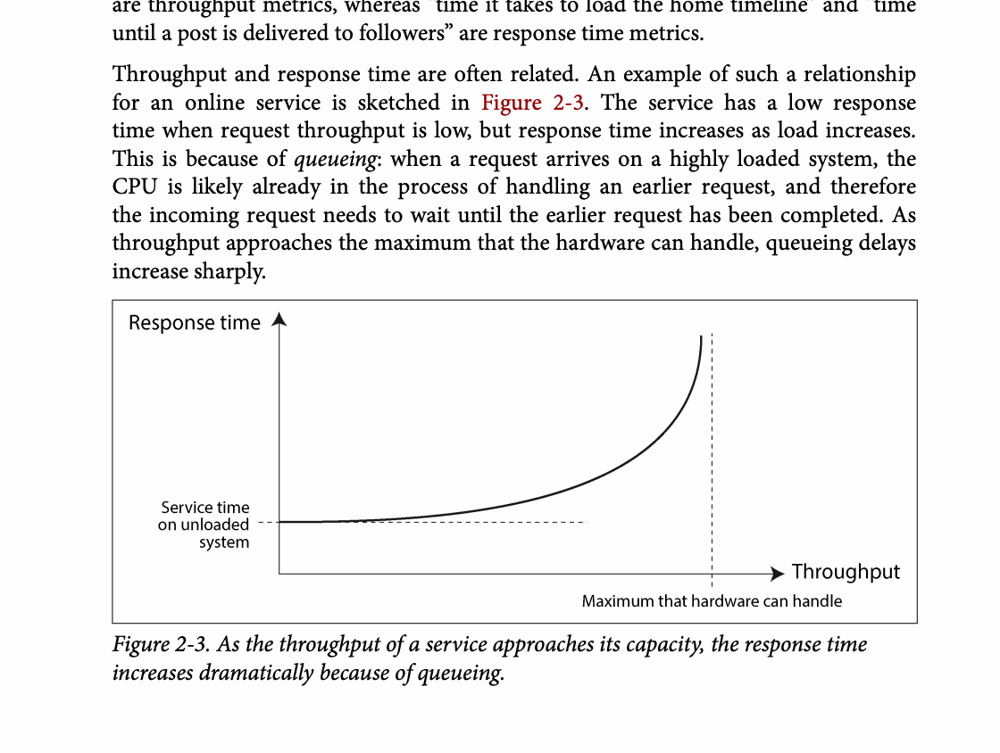 are throughput metrics, whereas “time it takes to load the home timeline” and “time
until a post is delivered to followers” are response time metrics.
Throughput and response time are often related. An example of such a relationship
for an online service is sketched in Figure 2-3. The service has a low response
time when request throughput is low, but response time increases as load increases.
This is because of queueing: when a request arrives on a highly loaded system, the
CPU is likely already in the process of handling an earlier request, and therefore
the incoming request needs to wait until the earlier request has been completed. As
throughput approaches the maximum that the hardware can handle, queueing delays
increase sharply.
Response time
Service time
on unloaded
system
Throughput
Maximum that hardware can handle
Figure 2-3. As the throughput of a service approaches its capacity, the response time
increases dramatically because of queueing.